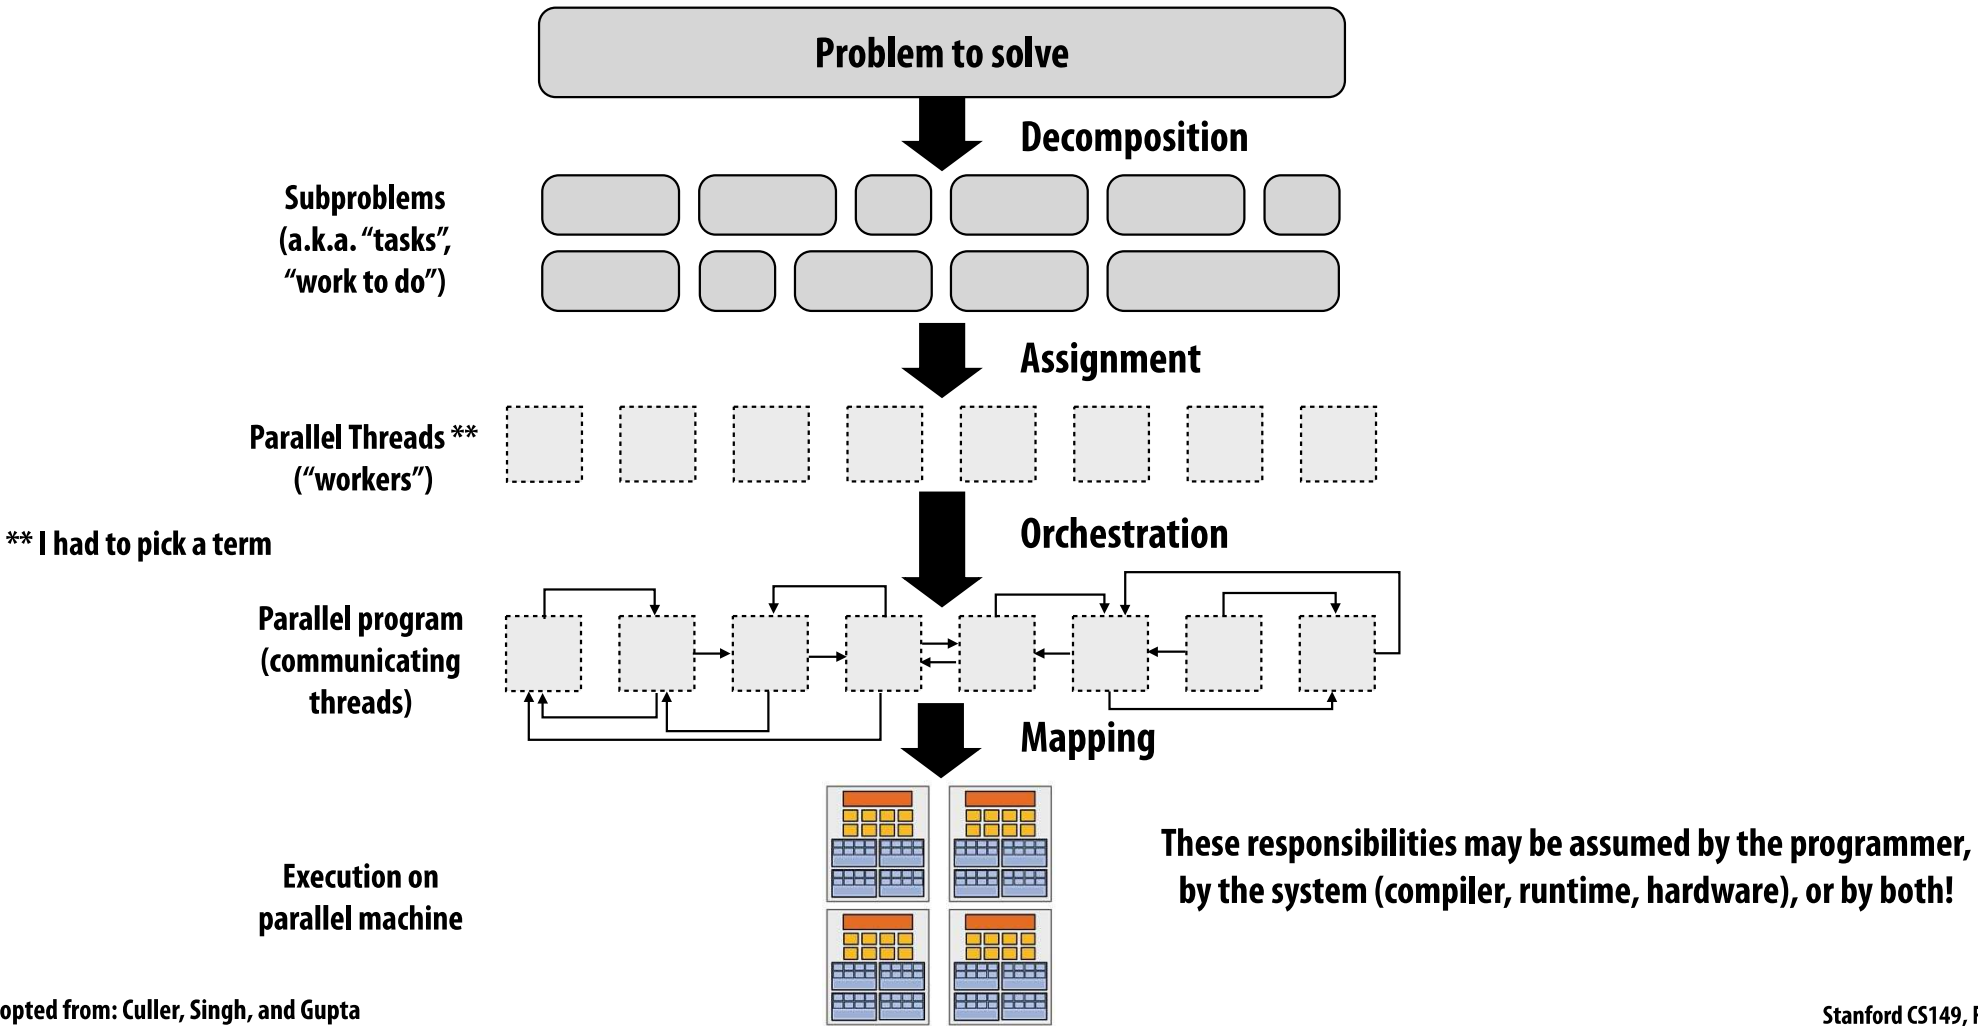 Problem to solve
Decomposition
Subproblems
(a.k.a. “tasks”,
“work to do”)
Assignment
Parallel Threads **
(“workers”)
Orchestration
** I had to pick a term
Parallel program
(communicating
threads)
Mapping
These responsibilities may be assumed by the programmer,
by the system (compiler, runtime, hardware), or by both!
Execution on
parallel machine
opted from: Culler, Singh, and Gupta
Stanford CS149,